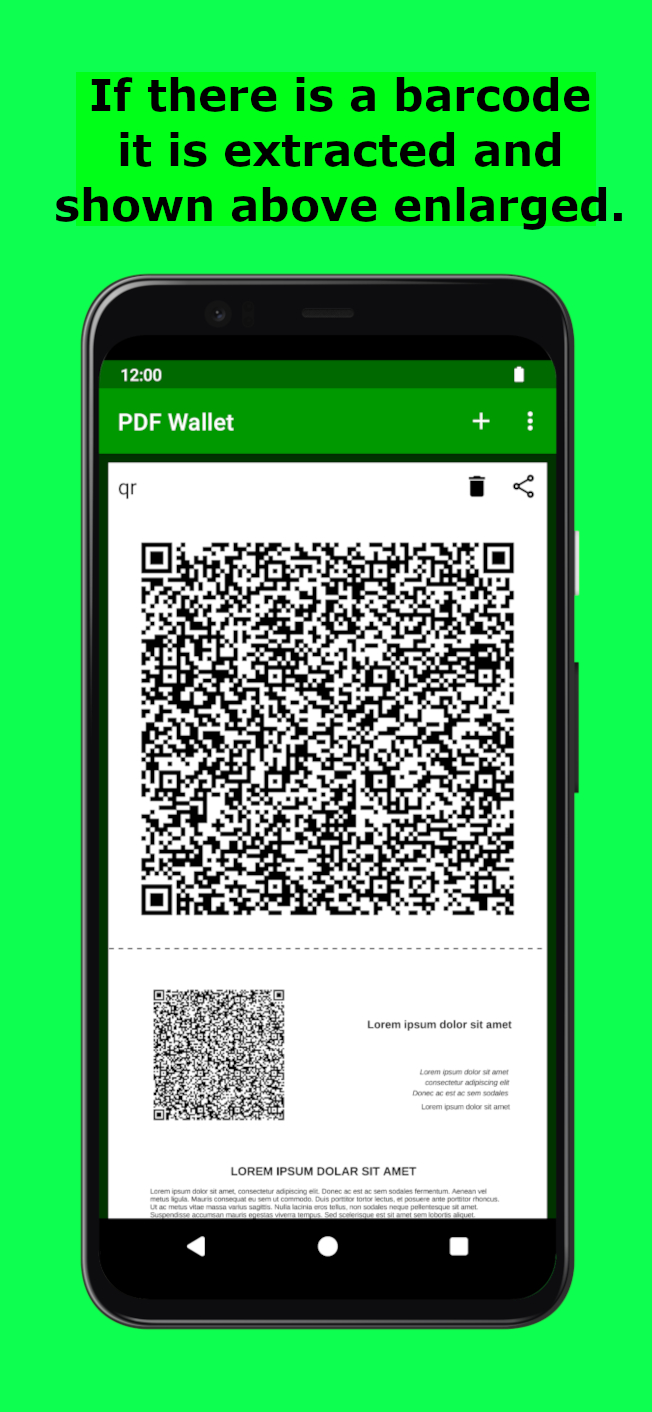 If there is a barcode
it is extracted and
shown above enlarged.
12:00
PDF Wallet
qr
Lorem ipsum dolor sit amet
Lorem ipsum dolor sit amet
consectetur adipiscing elit
Donec ac est ac sem sodales
Lorem ipsum dolor sit amet
LOREM IPSUM DOLAR SIT AMET
Lorem ipsum dolor sit amet, consectetur adipiscing elit. Donec ac est ac sem sodales fermentum. Aenean vel
metus ligula. Mauris consequat eu sem ut commodo. Duis porttitor tortor lectus, et posuere ante porttitor rhoncus.
Ut ac metus vitae massa varius sagittis. Nulla lacinia eros tellus, non sodales neque pellentesque sit amet.
Suspendisse accumsan mauris egestas viverra tempus. Sed scelerisque est sit amet sem lobortis aliquet.